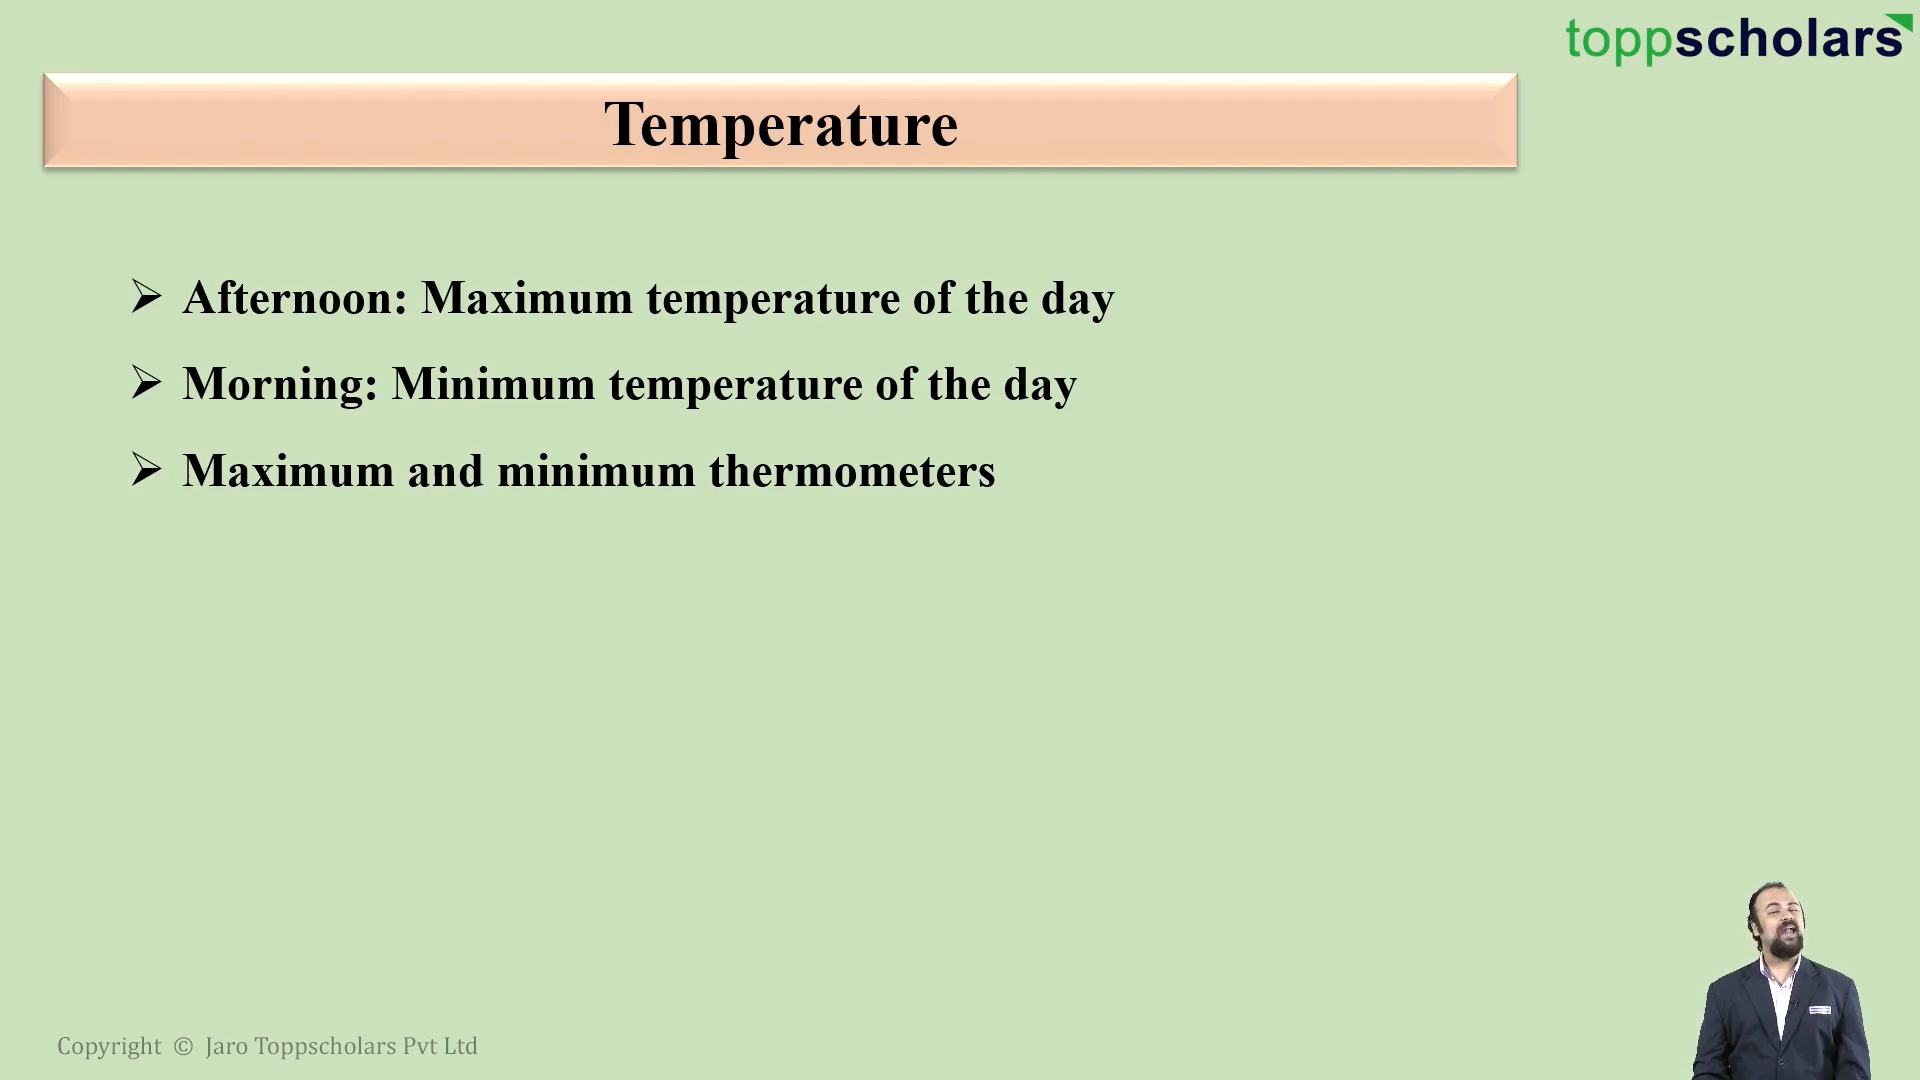 toppscholars
Temperature
Afternoon: Maximum temperature of the day
Morning: Minimum temperature of the day
Maximum and minimum thermometers
Copyright © Jaro Toppscholars Pvt Ltd